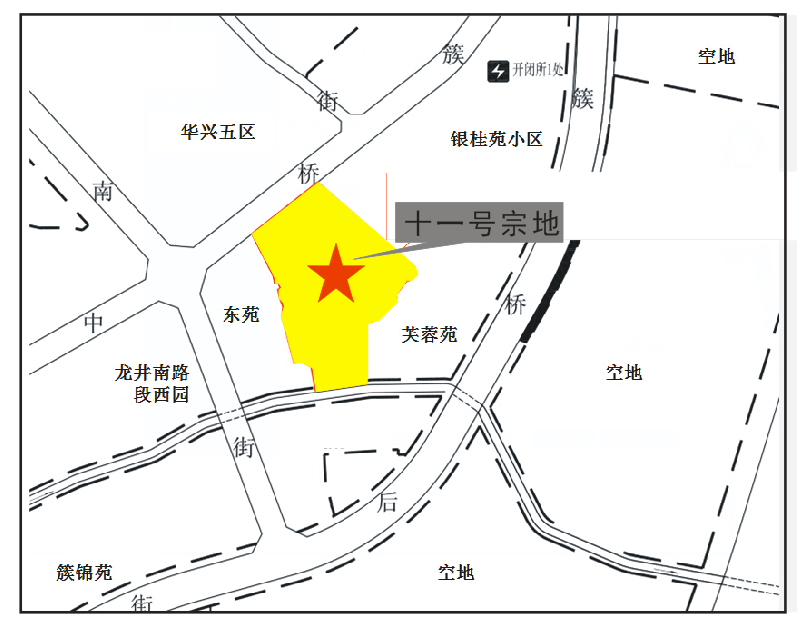 簇
空地
开闭所1处
街
簇
华兴五区
银桂苑小区
桥
南
十一号宗地
东苑
桥
中
芙蓉苑
龙井南路
段西园
空地
街
后
簇锦苑
空地
街